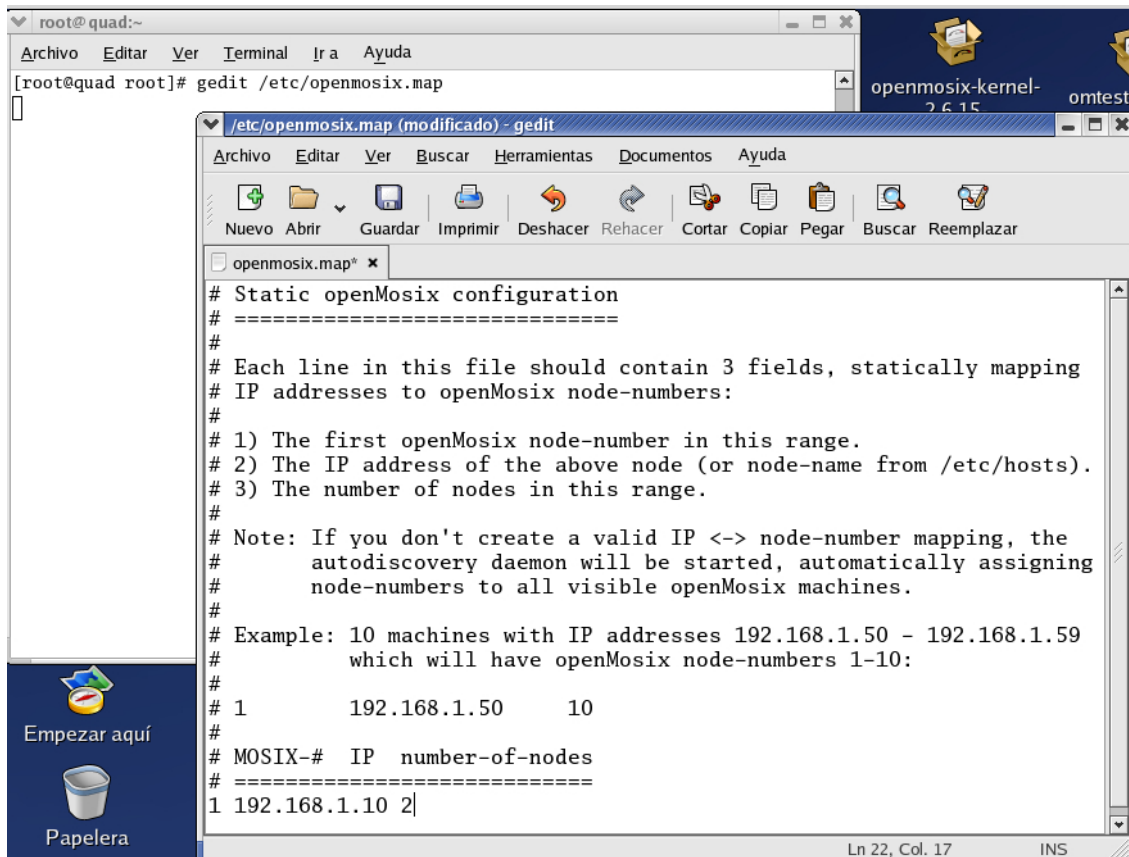 root@quad:~
Archivo Editar Ver Terminal Ir a Ayuda
[root@quad root]# gedit /etc/openmosix.map
openmosix-kernel-
2.6.15-
omtest
/etc/openmosix.map (modificado) - gedit
Archivo Editar Ver Buscar Herramientas Documentos Ayuda
Nuevo Abrir Guardar Imprimir Deshacer Rehacer Cortar Copiar Pegar Buscar Reemplazar
openmosix.map*
# Static openMosix configuration
# ==============================
#
# Each line in this file should contain 3 fields, statically mapping
# IP addresses to openMosix node-numbers:
#
# 1) The first openMosix node-number in this range.
# 2) The IP address of the above node (or node-name from /etc/hosts).
# 3) The number of nodes in this range.
#
# Note: If you don't create a valid IP <-> node-number mapping, the
#       autodiscovery daemon will be started, automatically assigning
#       node-numbers to all visible openMosix machines.
#
# Example: 10 machines with IP addresses 192.168.1.50 - 192.168.1.59
#          which will have openMosix node-numbers 1-10:
#
# 1        192.168.1.50     10
#
# MOSIX-#  IP  number-of-nodes
# ============================
1 192.168.1.10 2
Ln 22, Col. 17 INS
Empezar aquí
Papelera